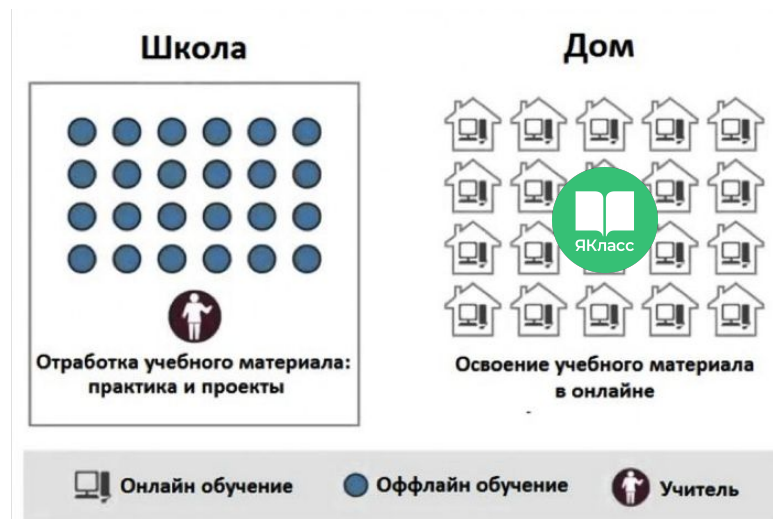 Школа
Дом
ЯКласс
Отработка учебного материала:
практика и проекты
Освоение учебного материала
в онлайне
Онлайн обучение
Оффлайн обучение
Учитель